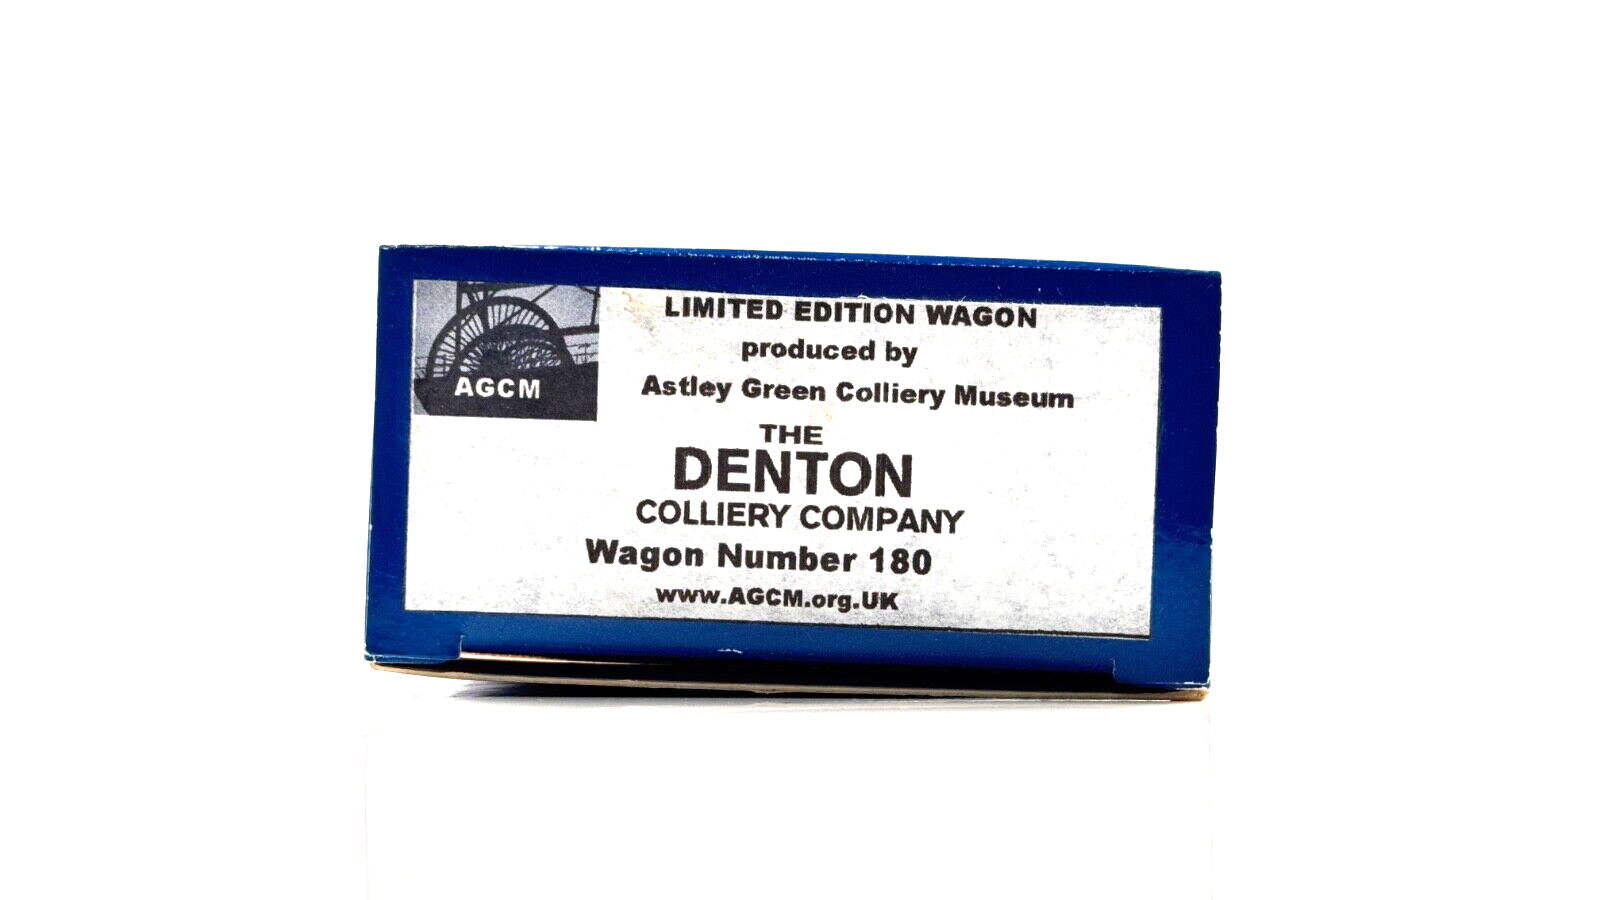 AGCM
LIMITED EDITION WAGON
produced by
Astley Green Colliery Museum
THE
DENTON
COLLIERY COMPANY
Wagon Number 180
www.AGCM.org.UK